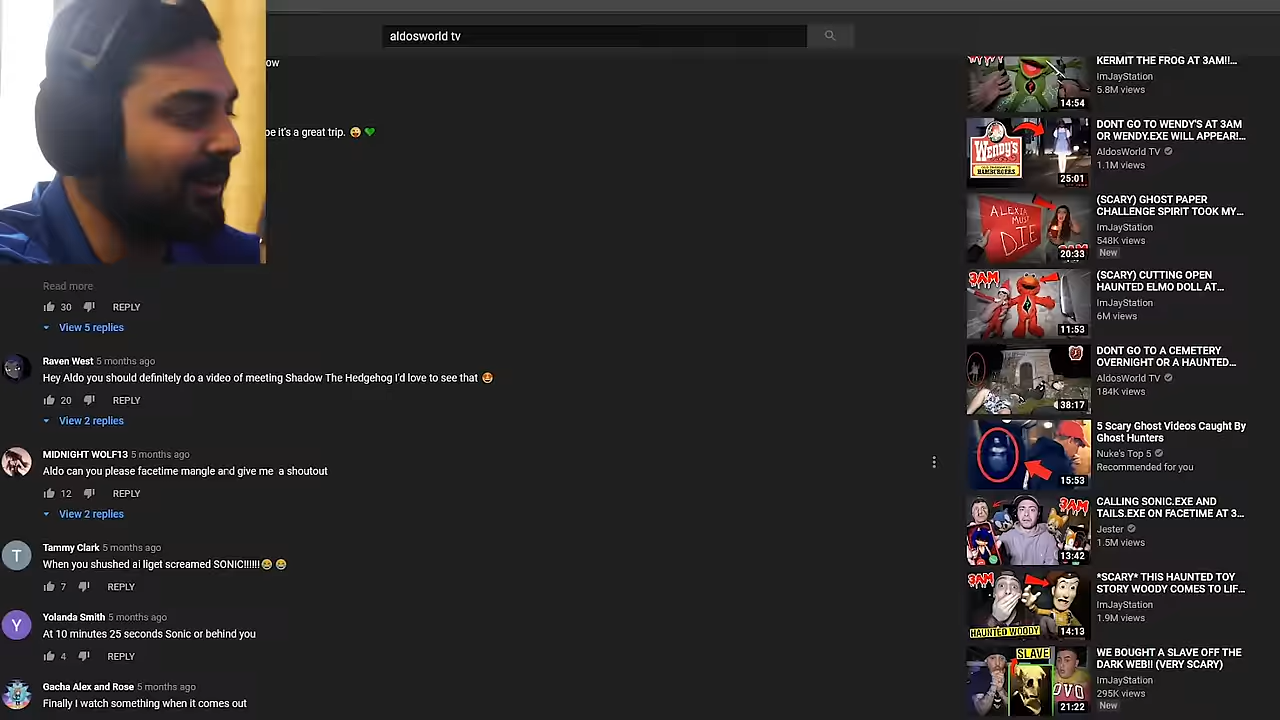 aldosworld tv
ow
be it's a great trip. 😜 💚
Read more
30
REPLY
View 5 replies
Raven West 5 months ago
Hey Aldo you should definitely do a video of meeting Shadow The Hedgehog I'd love to see that 🤩
20
REPLY
View 2 replies
MIDNIGHT WOLF13 5 months ago
Aldo can you please facetime mangle and give me a shoutout
12
REPLY
View 2 replies
T
Tammy Clark 5 months ago
When you shushed ai liget screamed SONIC!!!!!!😂 😂
7
REPLY
Y
Yolanda Smith 5 months ago
At 10 minutes 25 seconds Sonic or behind you
4
REPLY
Gacha Alex and Rose 5 months ago
Finally I watch something when it comes out
KERMIT THE FROG AT 3AM!!...
ImJayStation
5.8M views
14:54
Wendy's
HAMBURGERS
25:01
DONT GO TO WENDY'S AT 3AM
OR WENDY.EXE WILL APPEAR!...
AldosWorld TV
1.1M views
ALEXIA
MUST
DIE
20:33
(SCARY) GHOST PAPER
CHALLENGE SPIRIT TOOK MY...
ImJayStation
548K views
New
3AM
11:53
(SCARY) CUTTING OPEN
HAUNTED ELMO DOLL AT...
ImJayStation
6M views
38:17
DONT GO TO A CEMETERY
OVERNIGHT OR A HAUNTED...
AldosWorld TV
184K views
15:53
5 Scary Ghost Videos Caught By
Ghost Hunters
Nuke's Top 5
Recommended for you
3AM
13:42
CALLING SONIC.EXE AND
TAILS.EXE ON FACETIME AT 3...
Jester
1.5M views
3AM
HAUNTED WOODY
14:13
*SCARY* THIS HAUNTED TOY
STORY WOODY COMES TO LIF...
ImJayStation
1.9M views
SLAVE
OVO
21:22
WE BOUGHT A SLAVE OFF THE
DARK WEB!! (VERY SCARY)
ImJayStation
295K views
New